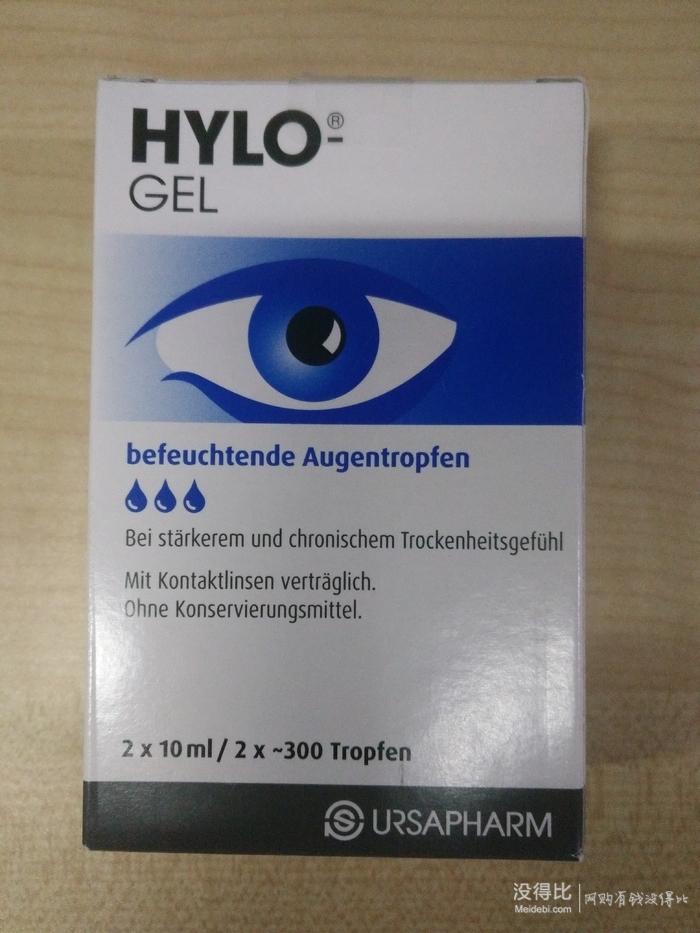 HYLO-®
GEL
befeuchtende Augentropfen
Bei stärkerem und chronischem Trockenheitsgefühl
Mit Kontaktlinsen verträglich.
Ohne Konservierungsmittel.
2 x 10 ml / 2 x ~300 Tropfen
URSAPHARM
没得比 网购有钱没得比
Meidebi.com